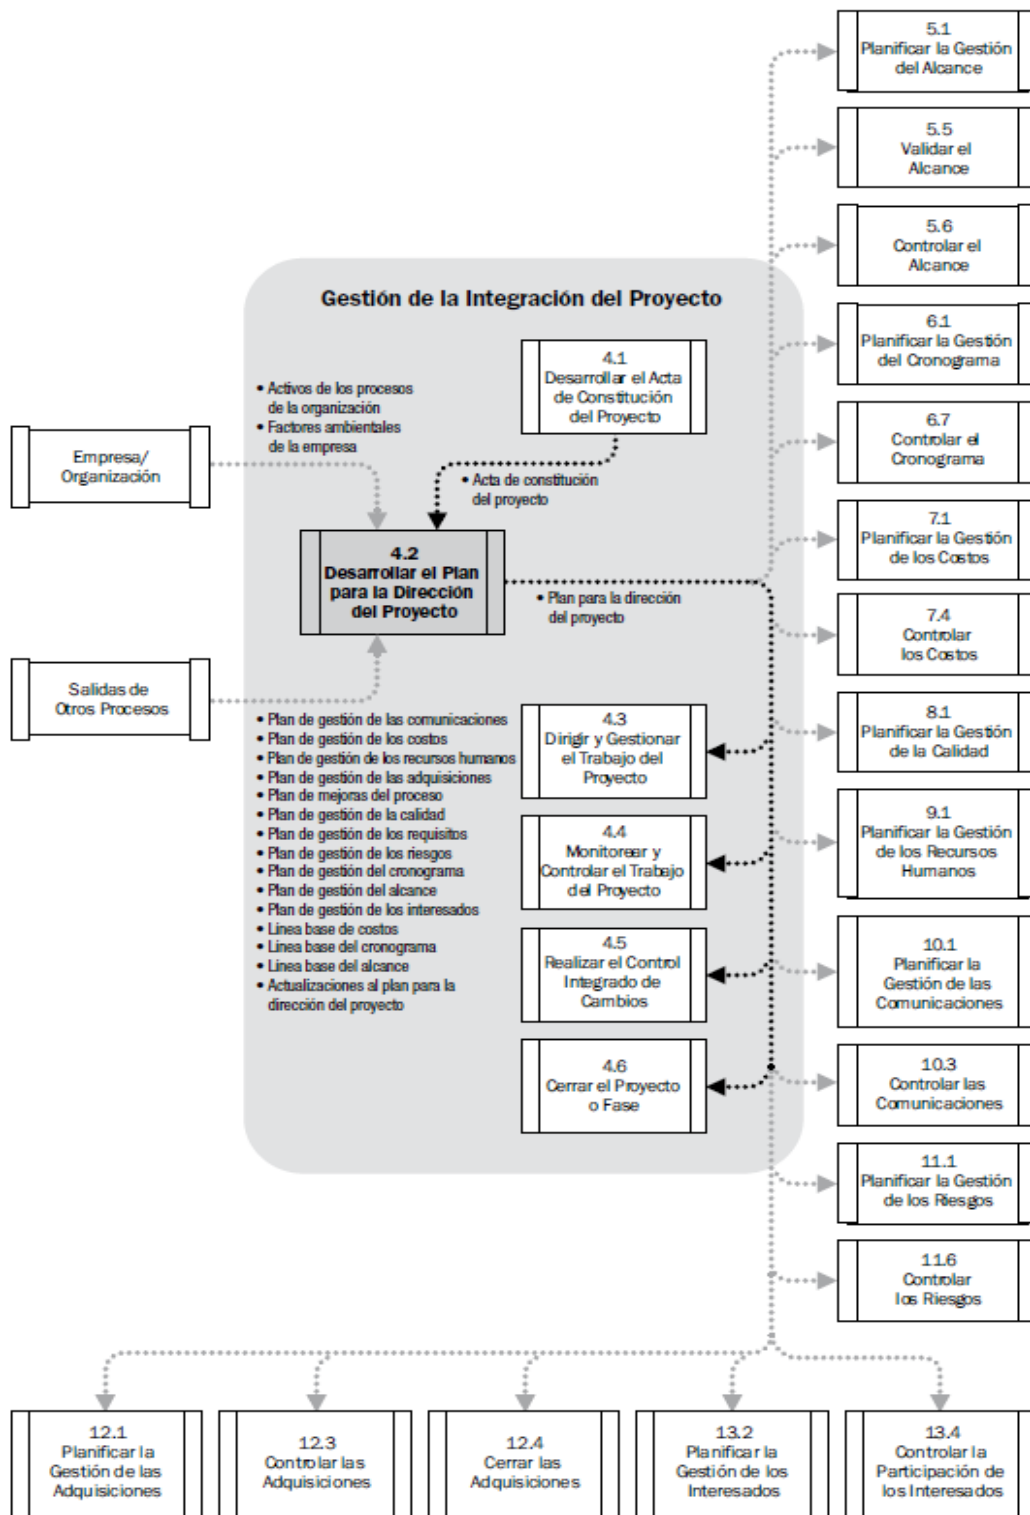 5.1
Planificar la Gestión
del Alcance
5.5
Validar el
Alcance
5.6
Controlar el
Alcance
Gestión de la Integración del Proyecto
4.1
Desarrollar el Acta
de Constitución
del Proyecto
6.1
Planificar la Gestión
del Cronograma
• Activos de los procesos
de la organización
• Factores ambientales
de la empresa
Empresa/
Organización
• Acta de constitución
del proyecto
6.7
Controlar el
Cronograma
4.2
Desarrollar el Plan
para la Dirección
del Proyecto
• Plan para la dirección
del proyecto
7.1
Planificar la Gestión
de los Costos
7.4
Controlar
los Costos
Salidas de
Otros Procesos
• Plan de gestión de las comunicaciones
• Plan de gestión de los costos
• Plan de gestión de los recursos humanos
• Plan de gestión de las adquisiciones
• Plan de mejoras del proceso
• Plan de gestión de la calidad
• Plan de gestión de los requisitos
• Plan de gestión de los riesgos
• Plan de gestión del cronograma
• Plan de gestión del alcance
• Plan de gestión de los interesados
• Línea base de costos
• Línea base del cronograma
• Línea base del alcance
• Actualizaciones al plan para la
dirección del proyecto
4.3
Dirigir y Gestionar
el Trabajo del
Proyecto
4.4
Monitorear y
Controlar el Trabajo
del Proyecto
4.5
Realizar el Control
Integrado de
Cambios
4.6
Cerrar el Proyecto
o Fase
8.1
Planificar la Gestión
de la Calidad
9.1
Planificar la Gestión
de los Recursos
Humanos
10.1
Planificar la
Gestión de las
Comunicaciones
10.3
Controlar las
Comunicaciones
11.1
Planificar la Gestión
de los Riesgos
11.6
Controlar
los Riesgos
12.1
Planificar la
Gestión de las
Adquisiciones
12.3
Controlar las
Adquisiciones
12.4
Cerrar las
Adquisiciones
13.2
Planificar la
Gestión de los
Interesados
13.4
Controlar la
Participación de
los Interesados